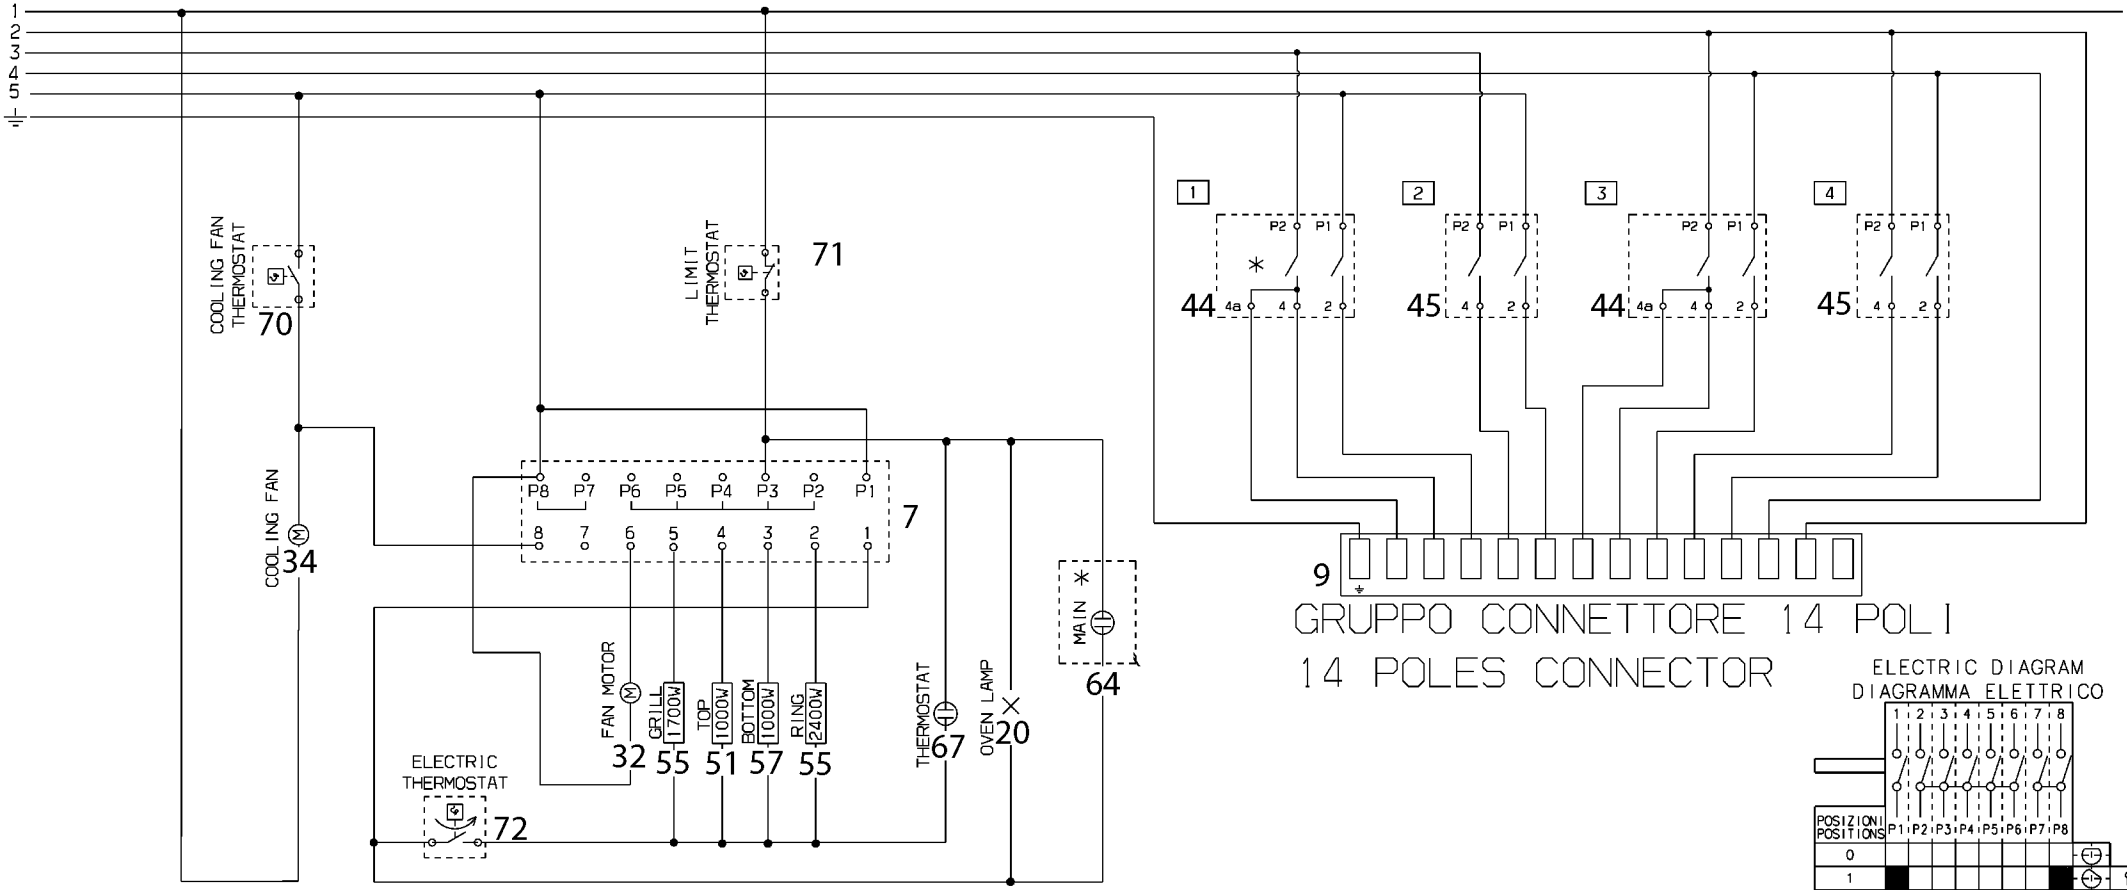 1
2
3
4
5
1
2
3
4
COOLING FAN
THERMOSTAT
70
LIMIT
THERMOSTAT
71
P2 P1
*
44 4a 4 2
P2 P1
45 4 2
P2 P1
44 4a 4 2
P2 P1
45 4 2
P8 P7 P6 P5 P4 P3 P2 P1
8 7 6 5 4 3 2 1
7
COOLING FAN
M
34
9
GRUPPO CONNETTORE 14 POLI
14 POLES CONNECTOR
MAIN *
64
FAN MOTOR
M
32
GRILL
1700W
55
TOP
1000W
51
BOTTOM
1000W
57
RING
2400W
55
THERMOSTAT
67
OVEN LAMP
20
ELECTRIC
THERMOSTAT
72
ELECTRIC DIAGRAM
DIAGRAMMA ELETTRICO
1 2 3 4 5 6 7 8
POSIZIONI
POSITIONS
P1 P2 P3 P4 P5 P6 P7 P8
0
1